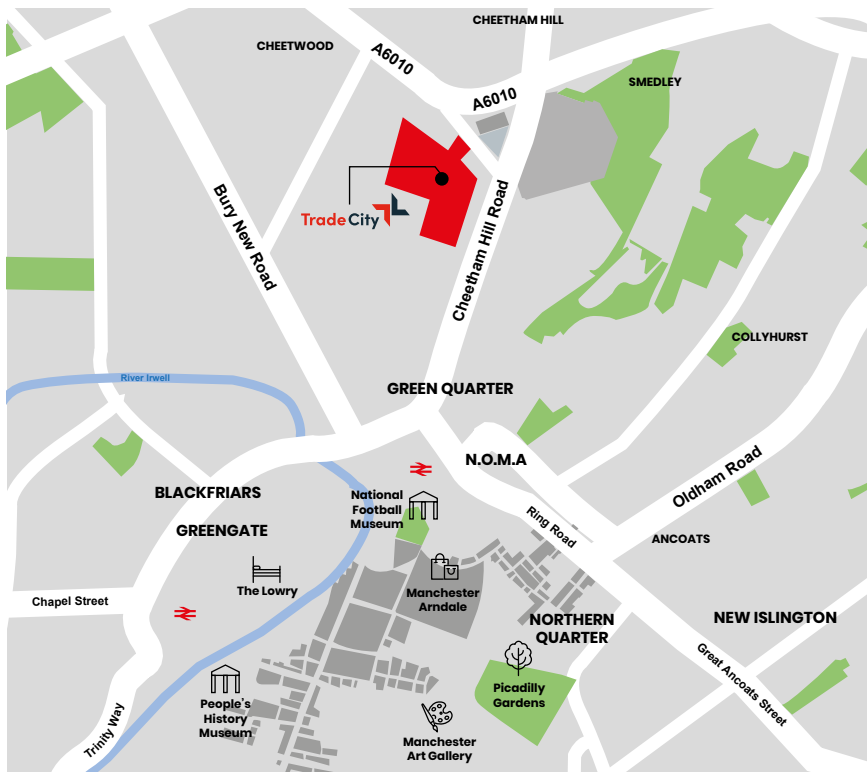 CHEETHAM HILL
CHEETWOOD
A6010
SMEDLEY
A6010
Bury New Road
Cheetham Hill Road
TradeCity
COLLYHURST
River Irwell
GREEN QUARTER
N.O.M.A
Oldham Road
BLACKFRIARS
National
Football
Museum
Ring Road
GREENGATE
ANCOATS
The Lowry
Manchester
Arndale
Chapel Street
NORTHERN
QUARTER
NEW ISLINGTON
Great Ancoats Street
Picadilly
Gardens
People's
History
Museum
Trinity Way
Manchester
Art Gallery